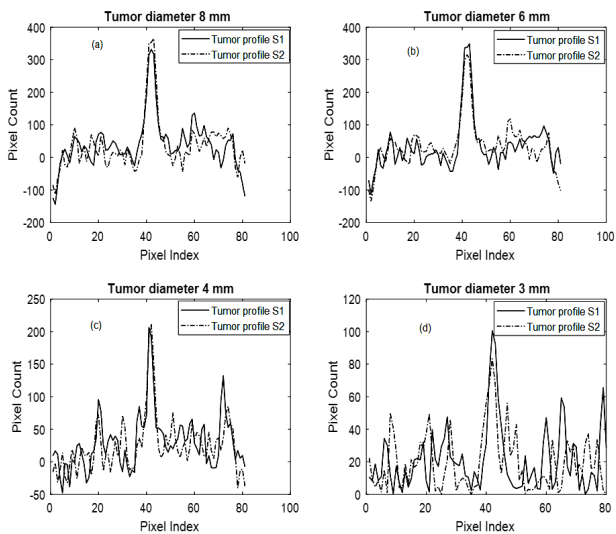 Tumor diameter 8 mm
(a)
Tumor profile S1
Tumor profile S2
400
300
200
100
0
-100
-200
0 20 40 60 80 100
Pixel Count
Pixel Index
Tumor diameter 6 mm
(b)
Tumor profile S1
Tumor profile S2
400
300
200
100
0
-100
-200
0 20 40 60 80 100
Pixel Count
Pixel Index
Tumor diameter 4 mm
(c)
Tumor profile S1
Tumor profile S2
250
200
150
100
50
0
-50
0 20 40 60 80 100
Pixel Count
Pixel Index
Tumor diameter 3 mm
(d)
Tumor profile S1
Tumor profile S2
120
100
80
60
40
20
0
0 20 40 60 80
Pixel Count
Pixel Index